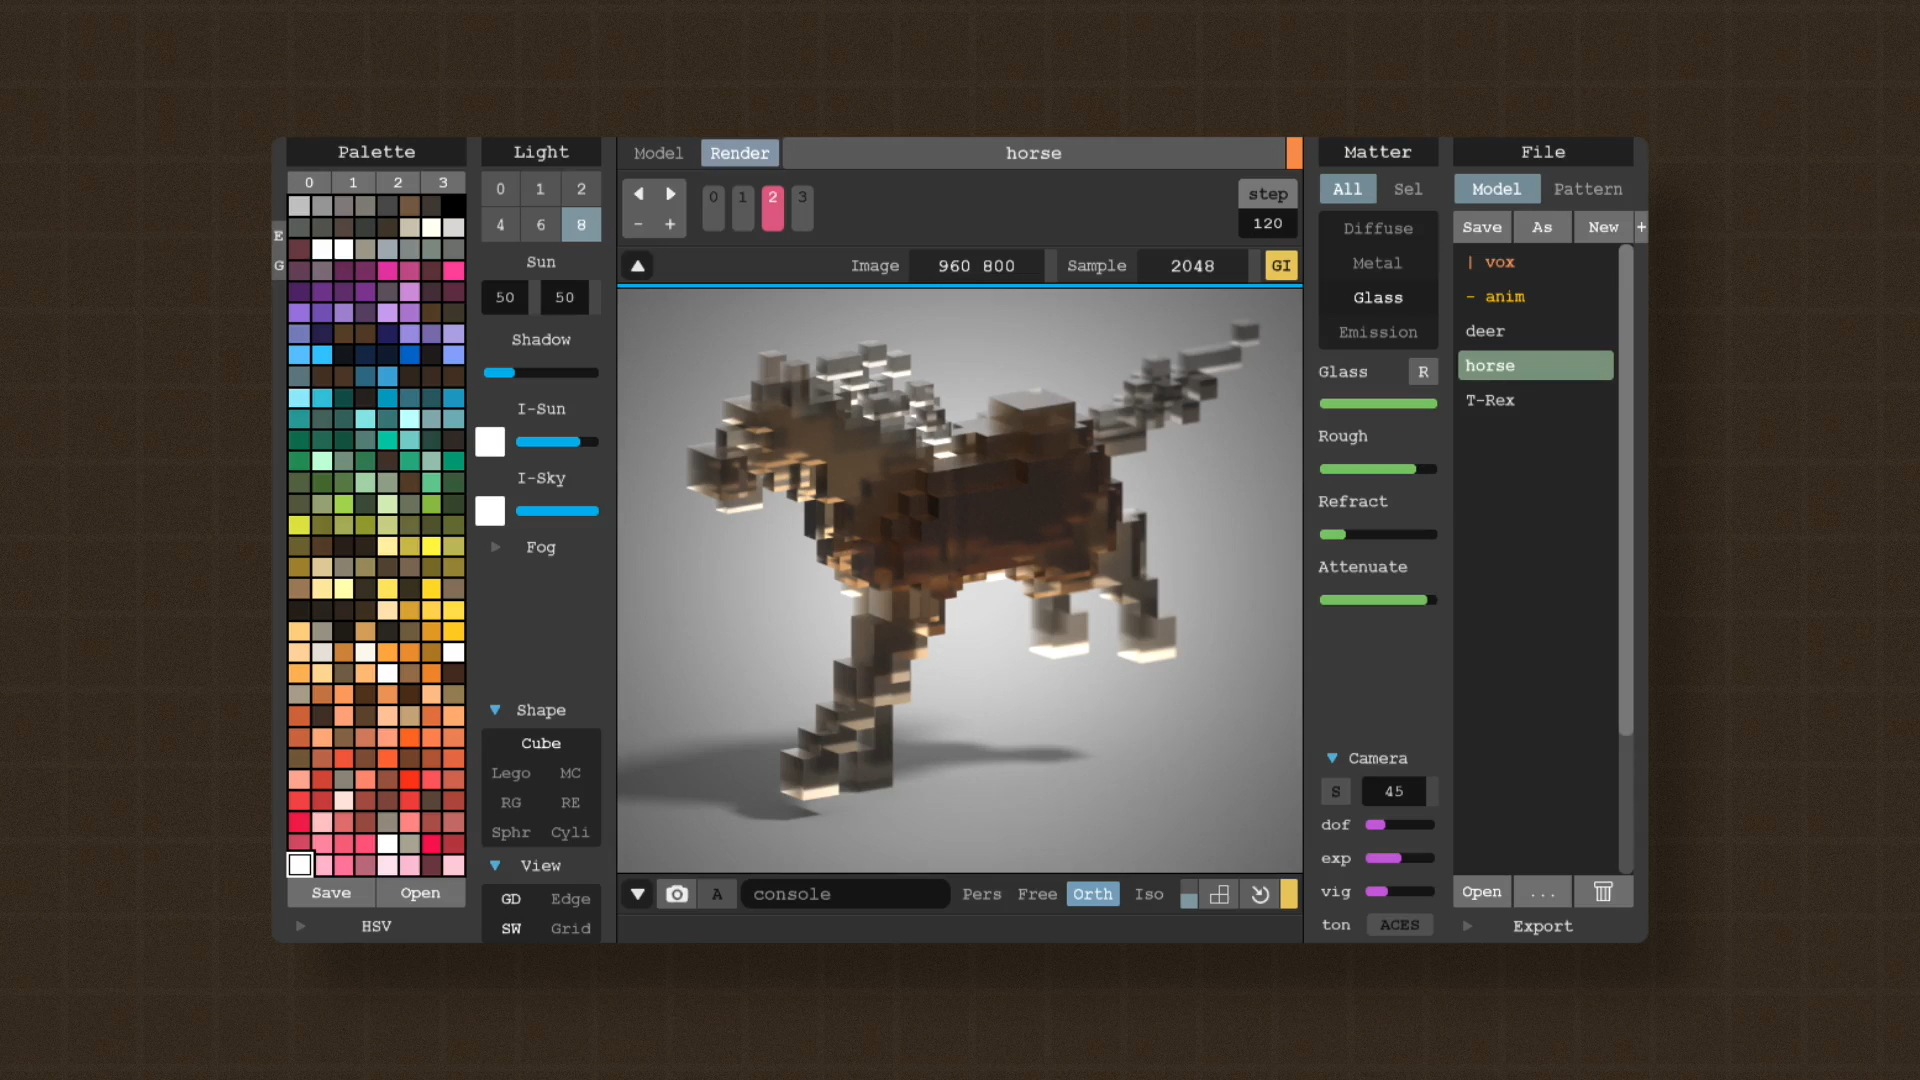 Palette
0 1 2 3
E
G
Save Open
HSV
Light
0 1 2
4 6 8
Sun
50 50
Shadow
I-Sun
I-Sky
Fog
Shape
Cube
Lego MC
RG RE
Sphr Cyli
View
GD Edge
SW Grid
Model Render horse
- + 0 1 2 3 step
120
Image 960 800 Sample 2048 GI
A console Pers Free Orth Iso
Matter
All Sel
Diffuse
Metal
Glass
Emission
Glass R
Rough
Refract
Attenuate
Camera
S 45
dof
exp
vig
ton ACES
File
Model Pattern
Save As New +
| vox
- anim
deer
horse
T-Rex
Open ...
Export